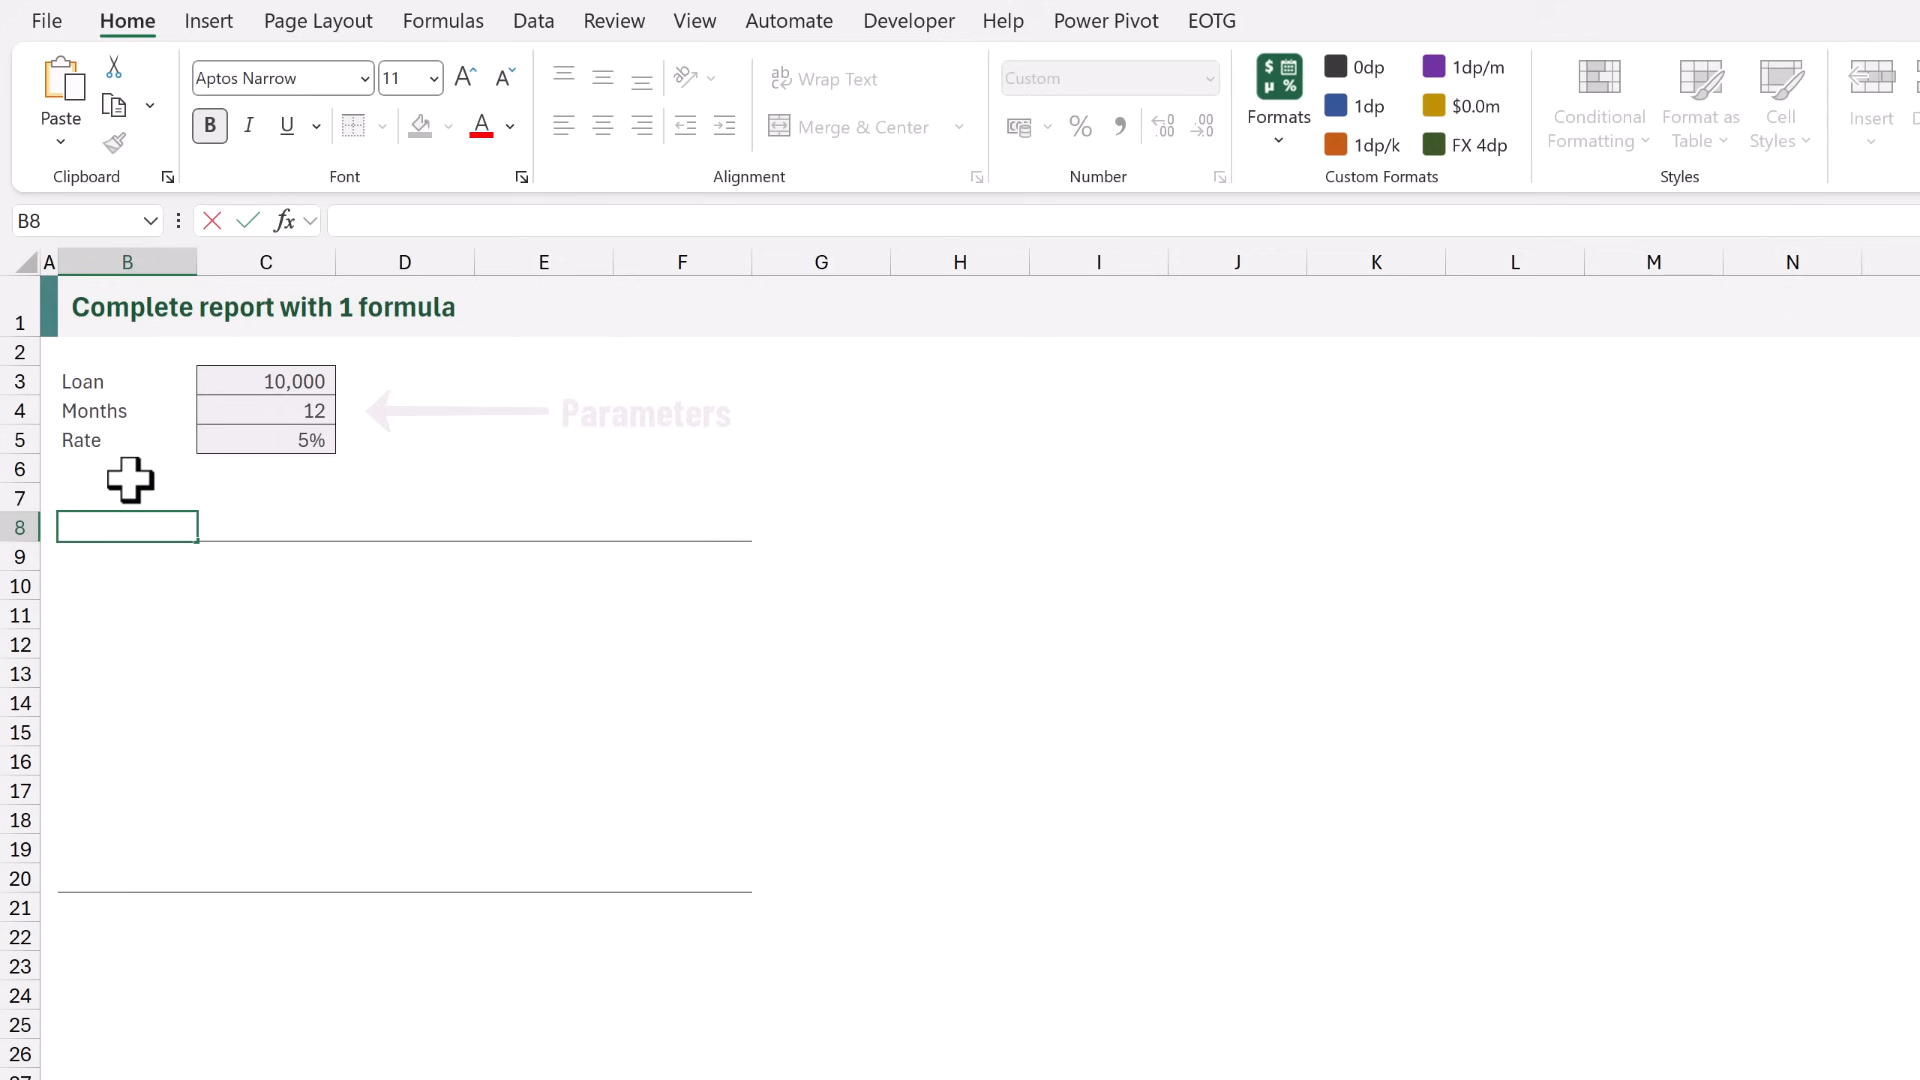 File Home Insert Page Layout Formulas Data Review View Automate Developer Help Power Pivot EOTG
Paste
Clipboard
Aptos Narrow 11 A A
B I U A
Font
ab Wrap Text
Merge & Center
Alignment
Custom
% .00 .00
Number
$ µ %
Formats
0dp 1dp/m
1dp $0.0m
1dp/k FX 4dp
Custom Formats
Conditional Formatting
Format as Table
Cell Styles
Styles
Insert
B8 fx
A B C D E F G H I J K L M N
1 Complete report with 1 formula
2
3 Loan 10,000
4 Months 12 Parameters
5 Rate 5%
6
7
8
9
10
11
12
13
14
15
16
17
18
19
20
21
22
23
24
25
26